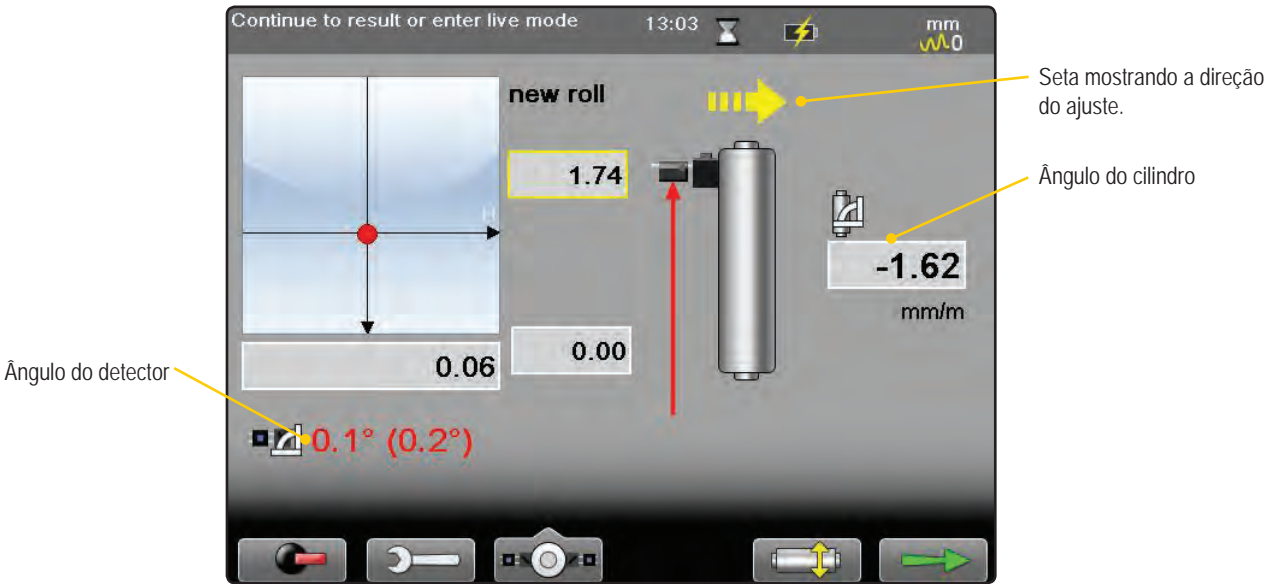 Continue to result or enter live mode
13:03
mm
0
Seta mostrando a direção
do ajuste.
new roll
1.74
Ângulo do cilindro
H
-1.62
mm/m
0.00
0.06
Ângulo do detector
0.1° (0.2°)